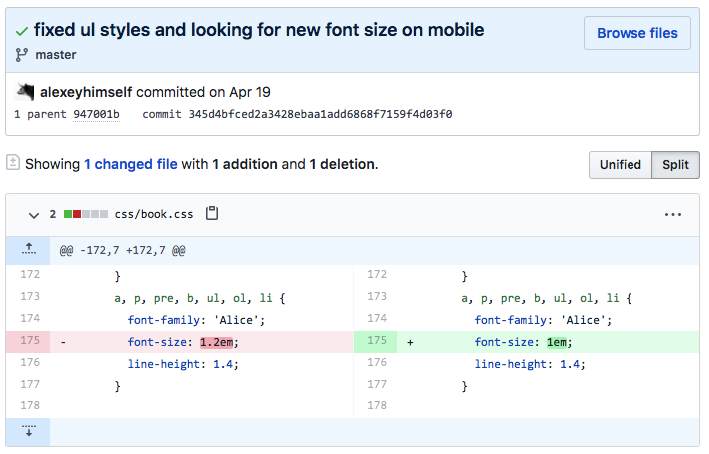 fixed ul styles and looking for new font size on mobile
Browse files
master
alexeyhimself committed on Apr 19
1 parent 947001b commit 345d4bfced2a3428ebaa1add6868f7159f4d03f0
Showing 1 changed file with 1 addition and 1 deletion.
Unified Split
2 css/book.css
@@ -172,7 +172,7 @@
172 } 172 }
173 a, p, pre, b, ul, ol, li { 173 a, p, pre, b, ul, ol, li {
174 font-family: 'Alice'; 174 font-family: 'Alice';
175 - font-size: 1.2em; 175 + font-size: 1em;
176 line-height: 1.4; 176 line-height: 1.4;
177 } 177 }
178 178